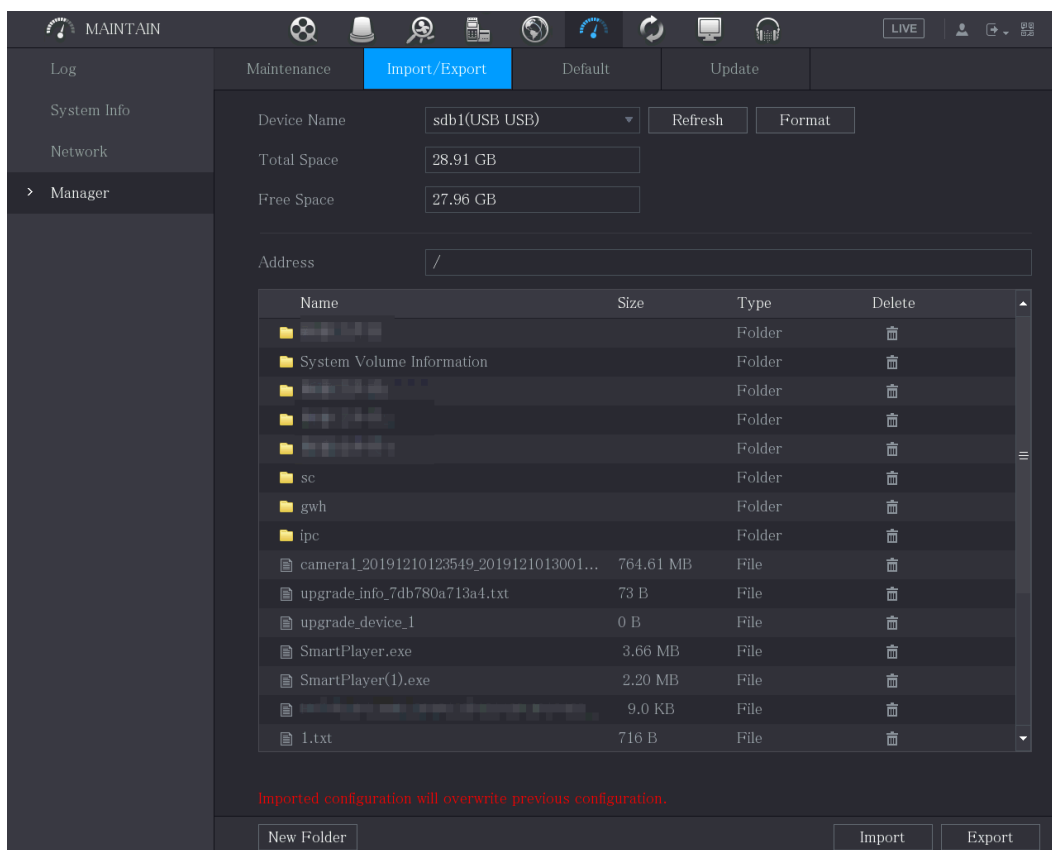 MAINTAIN
LIVE
Log
System Info
Network
Manager
Maintenance
Import/Export
Default
Update
Device Name
sdb1(USB USB)
Refresh
Format
Total Space
28.91 GB
Free Space
27.96 GB
Address
/
Name Size Type Delete
Folder
System Volume Information Folder
Folder
Folder
Folder
sc Folder
gwh Folder
ipc Folder
camera1_20191210123549_2019121013001... 764.61 MB File
upgrade_info_7db780a713a4.txt 73 B File
upgrade_device_1 0 B File
SmartPlayer.exe 3.66 MB File
SmartPlayer(1).exe 2.20 MB File
9.0 KB File
1.txt 716 B File
Imported configuration will overwrite previous configuration.
New Folder
Import
Export